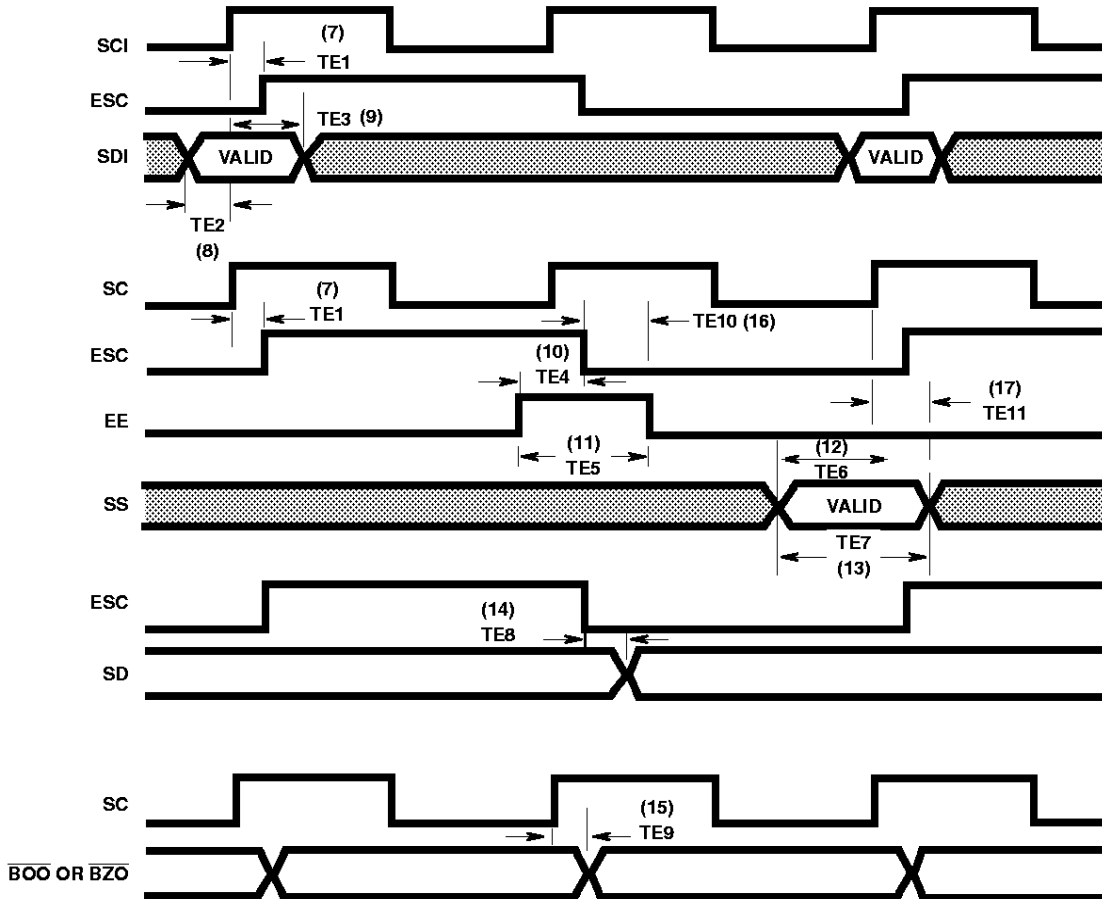 SCI
(7)
TE1
ESC
TE3 (9)
SDI
VALID
VALID
TE2
(8)
SC
(7)
TE1
TE10 (16)
ESC
(10)
TE4
(17)
TE11
EE
(11)
TE5
(12)
TE6
SS
VALID
TE7
(13)
ESC
(14)
TE8
SD
SC
(15)
TE9
BOO OR BZO